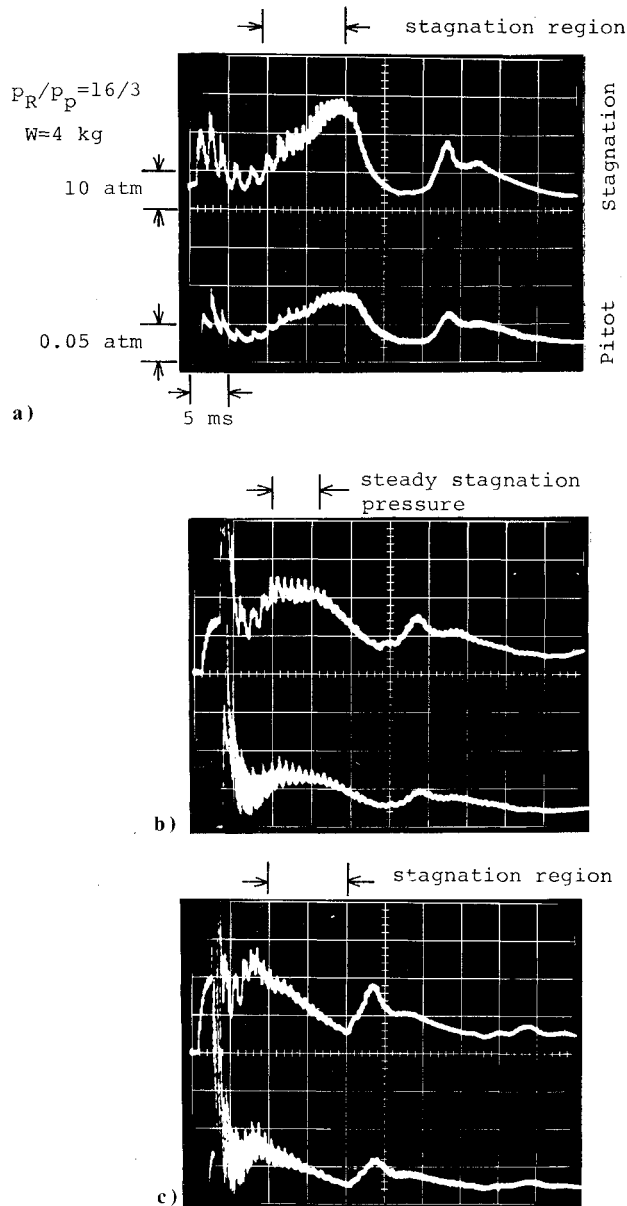 stagnation region
p_R/p_p=16/3
W=4 kg
10 atm
Stagnation
0.05 atm
Pitot
5 ms
a)
steady stagnation
pressure
b)
stagnation region
c)